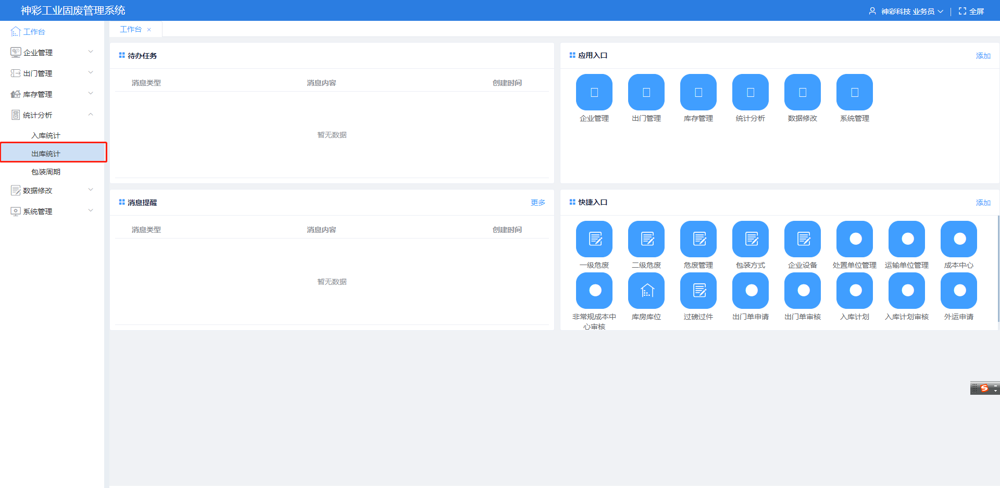 神彩工业固废管理系统
神彩科技 业务员
全屏
工作台
企业管理
出门管理
库存管理
统计分析
入库统计
出库统计
包装周期
数据修改
系统管理
工作台 ×
待办任务
消息类型 消息内容 创建时间
暂无数据
应用入口 添加
企业管理 出门管理 库存管理 统计分析 数据修改 系统管理
消息提醒 更多
消息类型 消息内容 创建时间
暂无数据
快捷入口 添加
一级危废 二级危废 危废管理 包装方式 企业设备 处置单位管理 运输单位管理 成本中心
非常规成本中 库房库位 过磅过件 出门单申请 出门单审核 入库计划 入库计划审核 外运申请
心审核
S